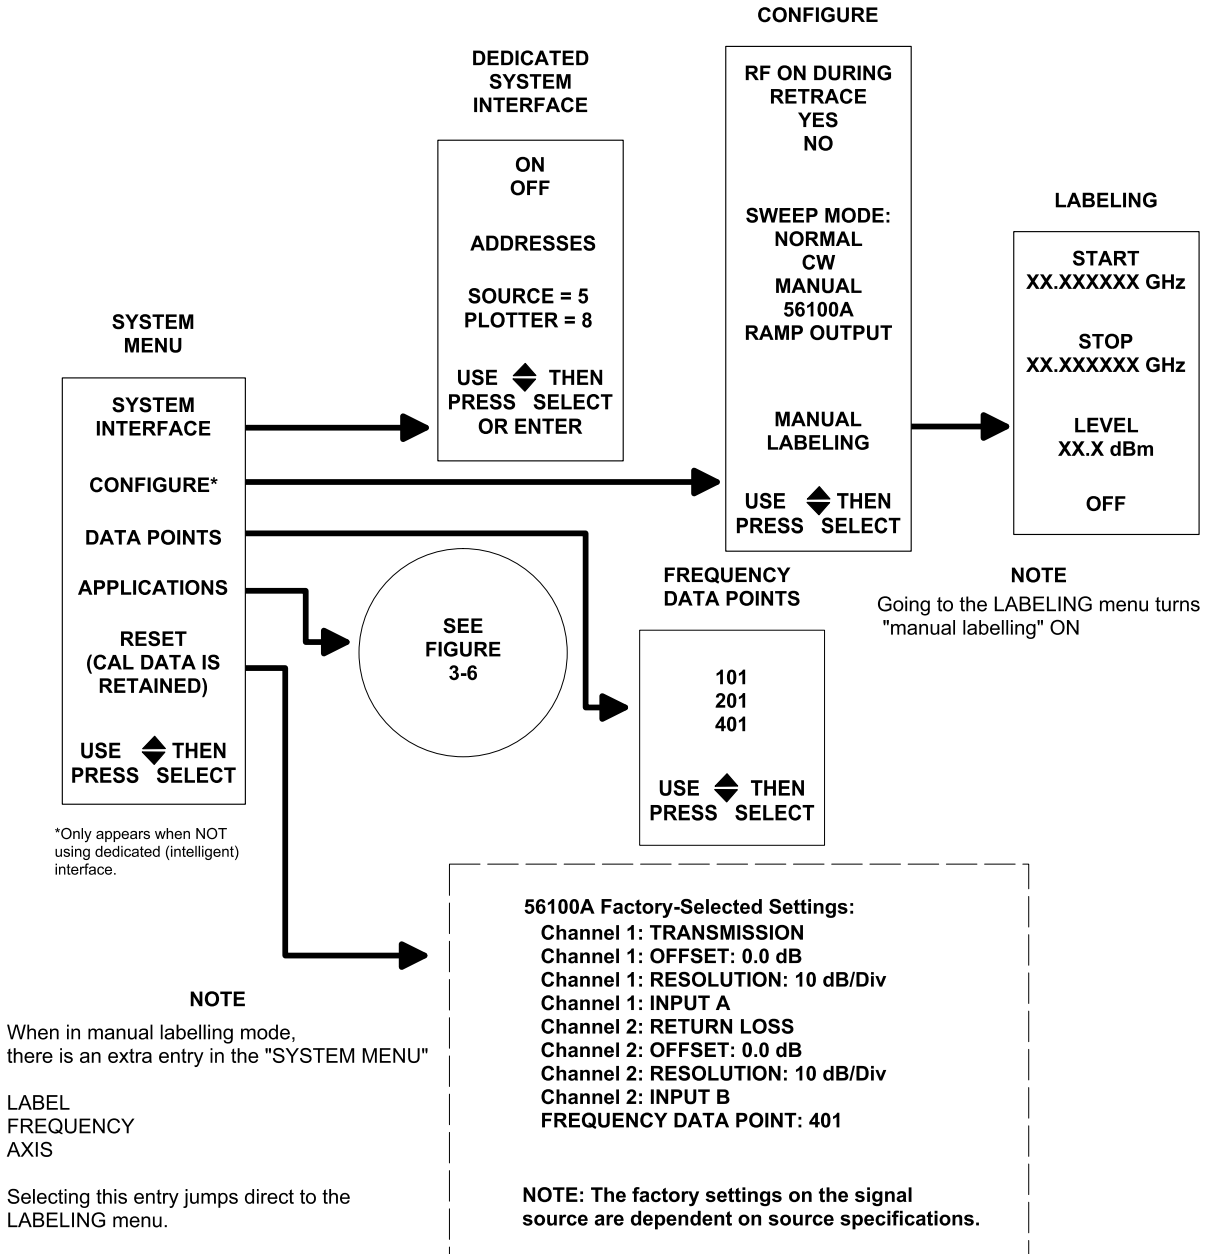 CONFIGURE
RF ON DURING
RETRACE
YES
NO
SWEEP MODE:
NORMAL
CW
MANUAL
56100A
RAMP OUTPUT
MANUAL
LABELING
USE THEN
PRESS SELECT
DEDICATED
SYSTEM
INTERFACE
ON
OFF
ADDRESSES
SOURCE = 5
PLOTTER = 8
USE THEN
PRESS SELECT
OR ENTER
LABELING
START
XX.XXXXXX GHz
STOP
XX.XXXXXX GHz
LEVEL
XX.X dBm
OFF
NOTE
Going to the LABELING menu turns
"manual labelling" ON
SYSTEM
MENU
SYSTEM
INTERFACE
CONFIGURE*
DATA POINTS
APPLICATIONS
RESET
(CAL DATA IS
RETAINED)
USE THEN
PRESS SELECT
*Only appears when NOT
using dedicated (intelligent)
interface.
SEE
FIGURE
3-6
FREQUENCY
DATA POINTS
101
201
401
USE THEN
PRESS SELECT
56100A Factory-Selected Settings:
Channel 1: TRANSMISSION
Channel 1: OFFSET: 0.0 dB
Channel 1: RESOLUTION: 10 dB/Div
Channel 1: INPUT A
Channel 2: RETURN LOSS
Channel 2: OFFSET: 0.0 dB
Channel 2: RESOLUTION: 10 dB/Div
Channel 2: INPUT B
FREQUENCY DATA POINT: 401
NOTE: The factory settings on the signal
source are dependent on source specifications.
NOTE
When in manual labelling mode,
there is an extra entry in the "SYSTEM MENU"
LABEL
FREQUENCY
AXIS
Selecting this entry jumps direct to the
LABELING menu.